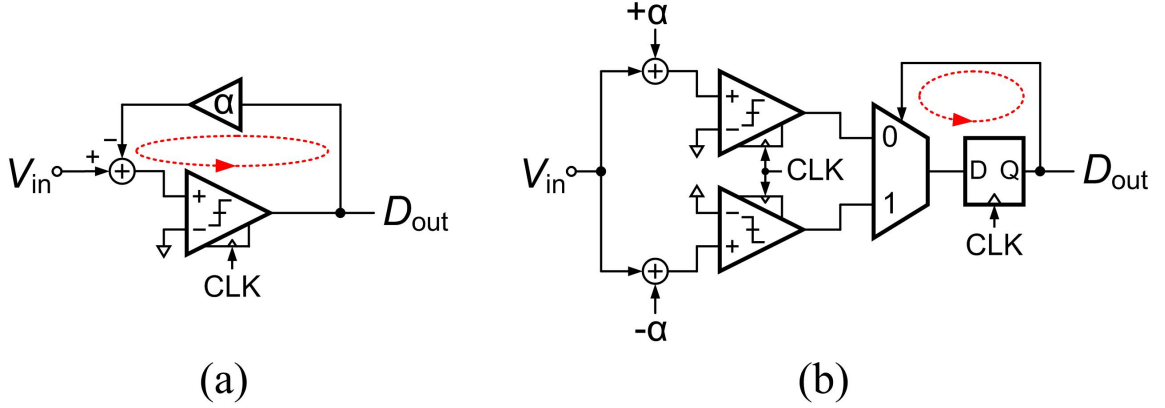 α
− 
+
V_in
+
−
D_out
CLK
(a)
+α
+
−
0
V_in
CLK
D Q
D_out
−
1
+
CLK
-α
(b)